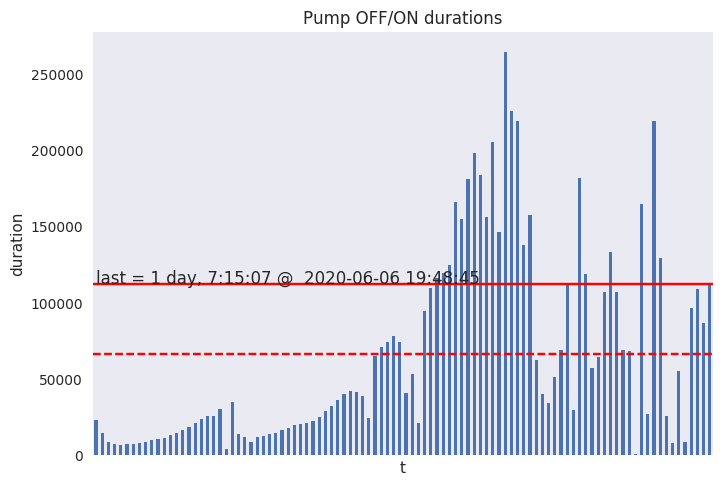 Pump OFF/ON durations
250000
200000
150000
last = 1 day, 7:15:07 @  2020-06-06 19:48:45
100000
50000
0
duration
t